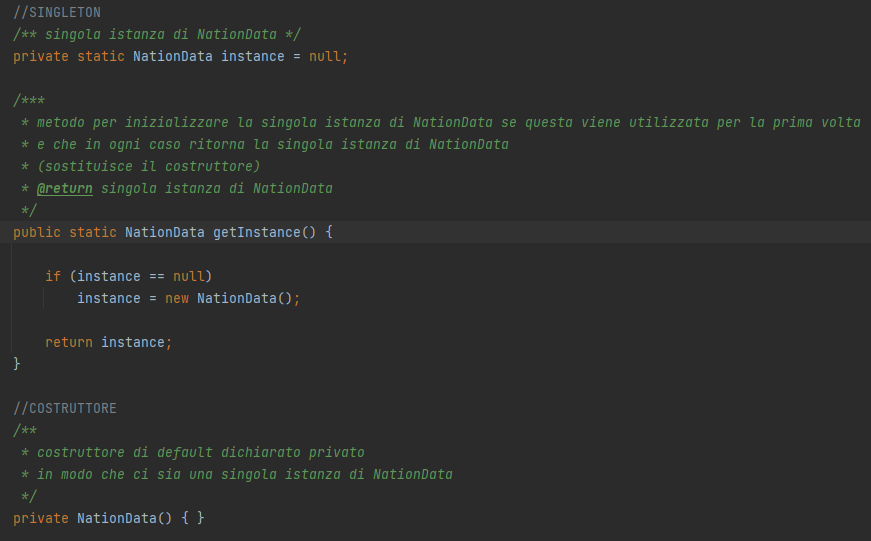 //SINGLETON
/** singola istanza di NationData */
private static NationData instance = null;
/***
* metodo per inizializzare la singola istanza di NationData se questa viene utilizzata per la prima volta
* e che in ogni caso ritorna la singola istanza di NationData
* (sostituisce il costruttore)
* @return singola istanza di NationData
*/
public static NationData getInstance() {
if (instance == null)
instance = new NationData();
return instance;
}
//COSTRUTTORE
/**
* costruttore di default dichiarato privato
* in modo che ci sia una singola istanza di NationData
*/
private NationData() { }